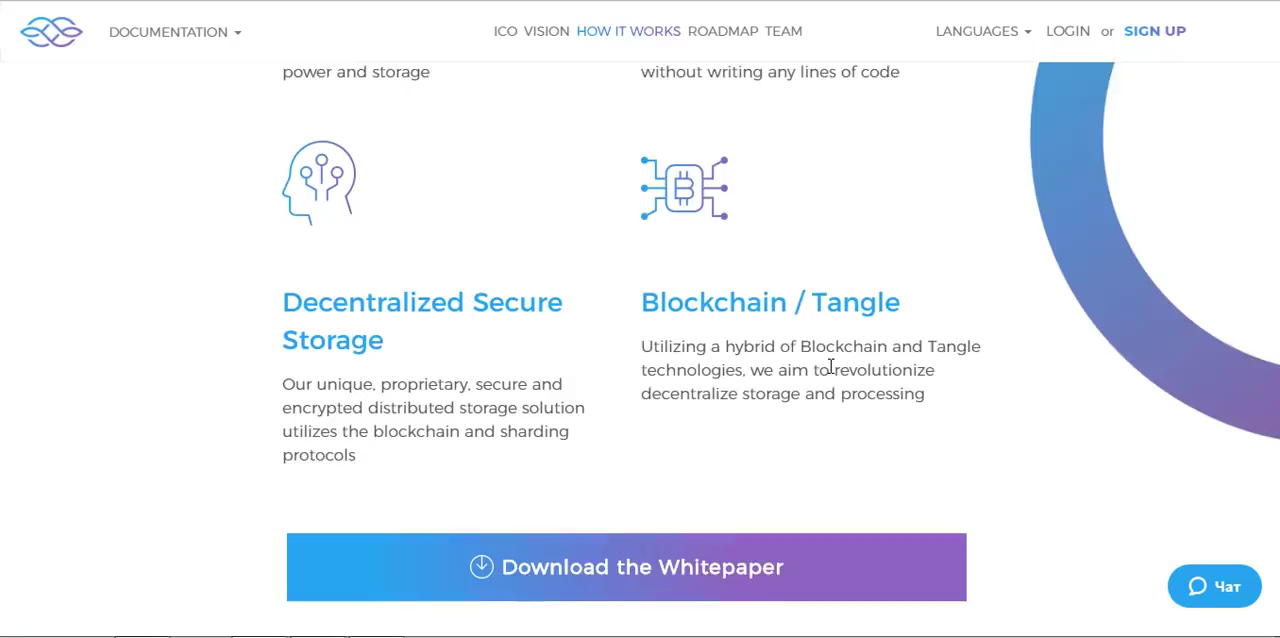 DOCUMENTATION
ICO VISION HOW IT WORKS ROADMAP TEAM
LANGUAGES LOGIN or SIGN UP
power and storage
without writing any lines of code
Decentralized Secure
Storage
Our unique, proprietary, secure and
encrypted distributed storage solution
utilizes the blockchain and sharding
protocols
Blockchain / Tangle
Utilizing a hybrid of Blockchain and Tangle
technologies, we aim to revolutionize
decentralize storage and processing
Download the Whitepaper
Чат